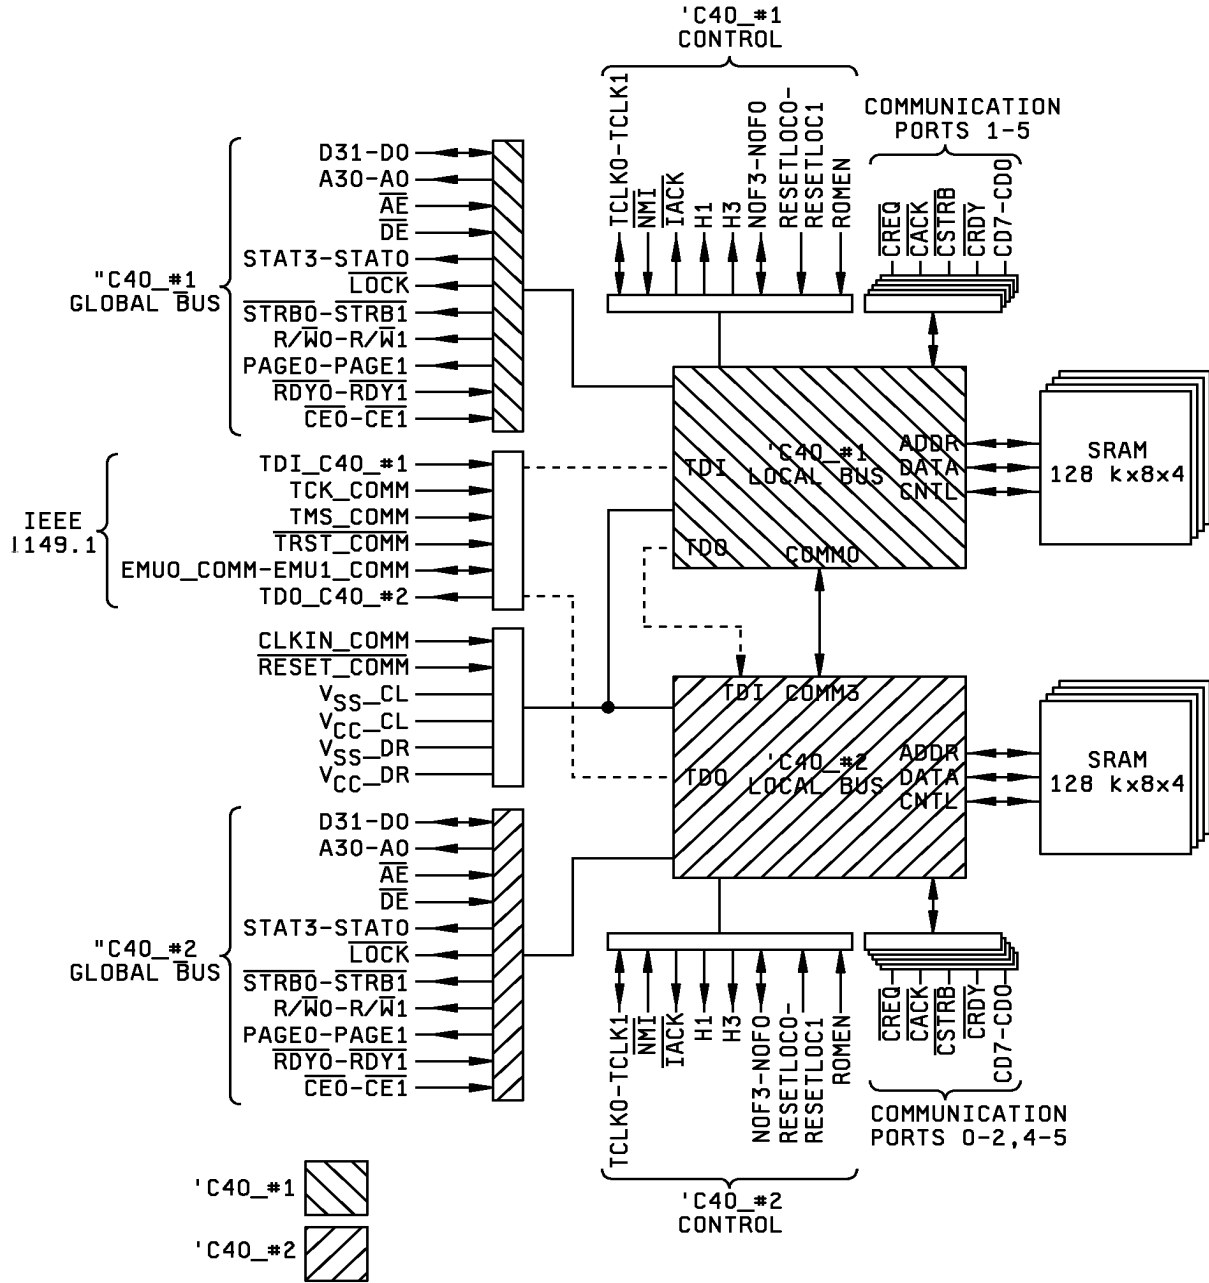 'C40_#1
CONTROL
TCLK0-TCLK1
NMI
IACK
H1
H3
NOF3-NOF0
RESETLOC0-
RESETLOC1
ROMEN
COMMUNICATION
PORTS 1-5
CREQ
CACK
CSTRB
CRDY
CD7-CD0
"C40_#1
GLOBAL BUS
D31-D0
A30-A0
AE
DE
STAT3-STAT0
LOCK
STRB0-STRB1
R/W0-R/W1
PAGE0-PAGE1
RDY0-RDY1
CE0-CE1
IEEE
1149.1
TDI_C40_#1
TCK_COMM
TMS_COMM
TRST_COMM
EMU0_COMM-EMU1_COMM
TDO_C40_#2
CLKIN_COMM
RESET_COMM
VSS_CL
VCC_CL
VSS_DR
VCC_DR
TDI
'C40_#1
LOCAL BUS
ADDR
DATA
CNTL
TDO
COMM0
SRAM
128 Kx8x4
TDI
COMM3
TDO
'C40_#2
LOCAL BUS
ADDR
DATA
CNTL
SRAM
128 Kx8x4
"C40_#2
GLOBAL BUS
D31-D0
A30-A0
AE
DE
STAT3-STAT0
LOCK
STRB0-STRB1
R/W0-R/W1
PAGE0-PAGE1
RDY0-RDY1
CE0-CE1
TCLK0-TCLK1
NMI
IACK
H1
H3
NOF3-NOF0
RESETLOC0-
RESETLOC1
ROMEN
'C40_#2
CONTROL
CREQ
CACK
CSTRB
CRDY
CD7-CD0
COMMUNICATION
PORTS 0-2,4-5
'C40_#1
'C40_#2